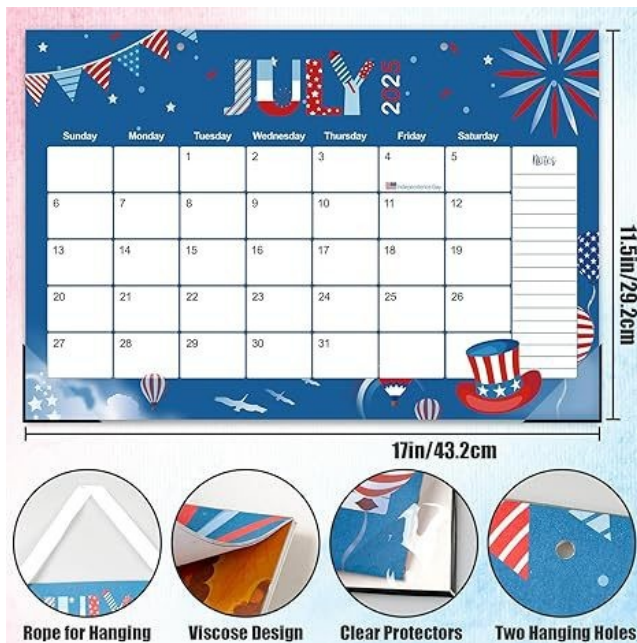 JULY 2025
Sunday Monday Tuesday Wednesday Thursday Friday Saturday
1 2 3 4 5 Notes
Independence Day
6 7 8 9 10 11 12
13 14 15 16 17 18 19
20 21 22 23 24 25 26
27 28 29 30 31
11.5in/29.2cm
17in/43.2cm
Rope for Hanging Viscose Design Clear Protectors Two Hanging Holes